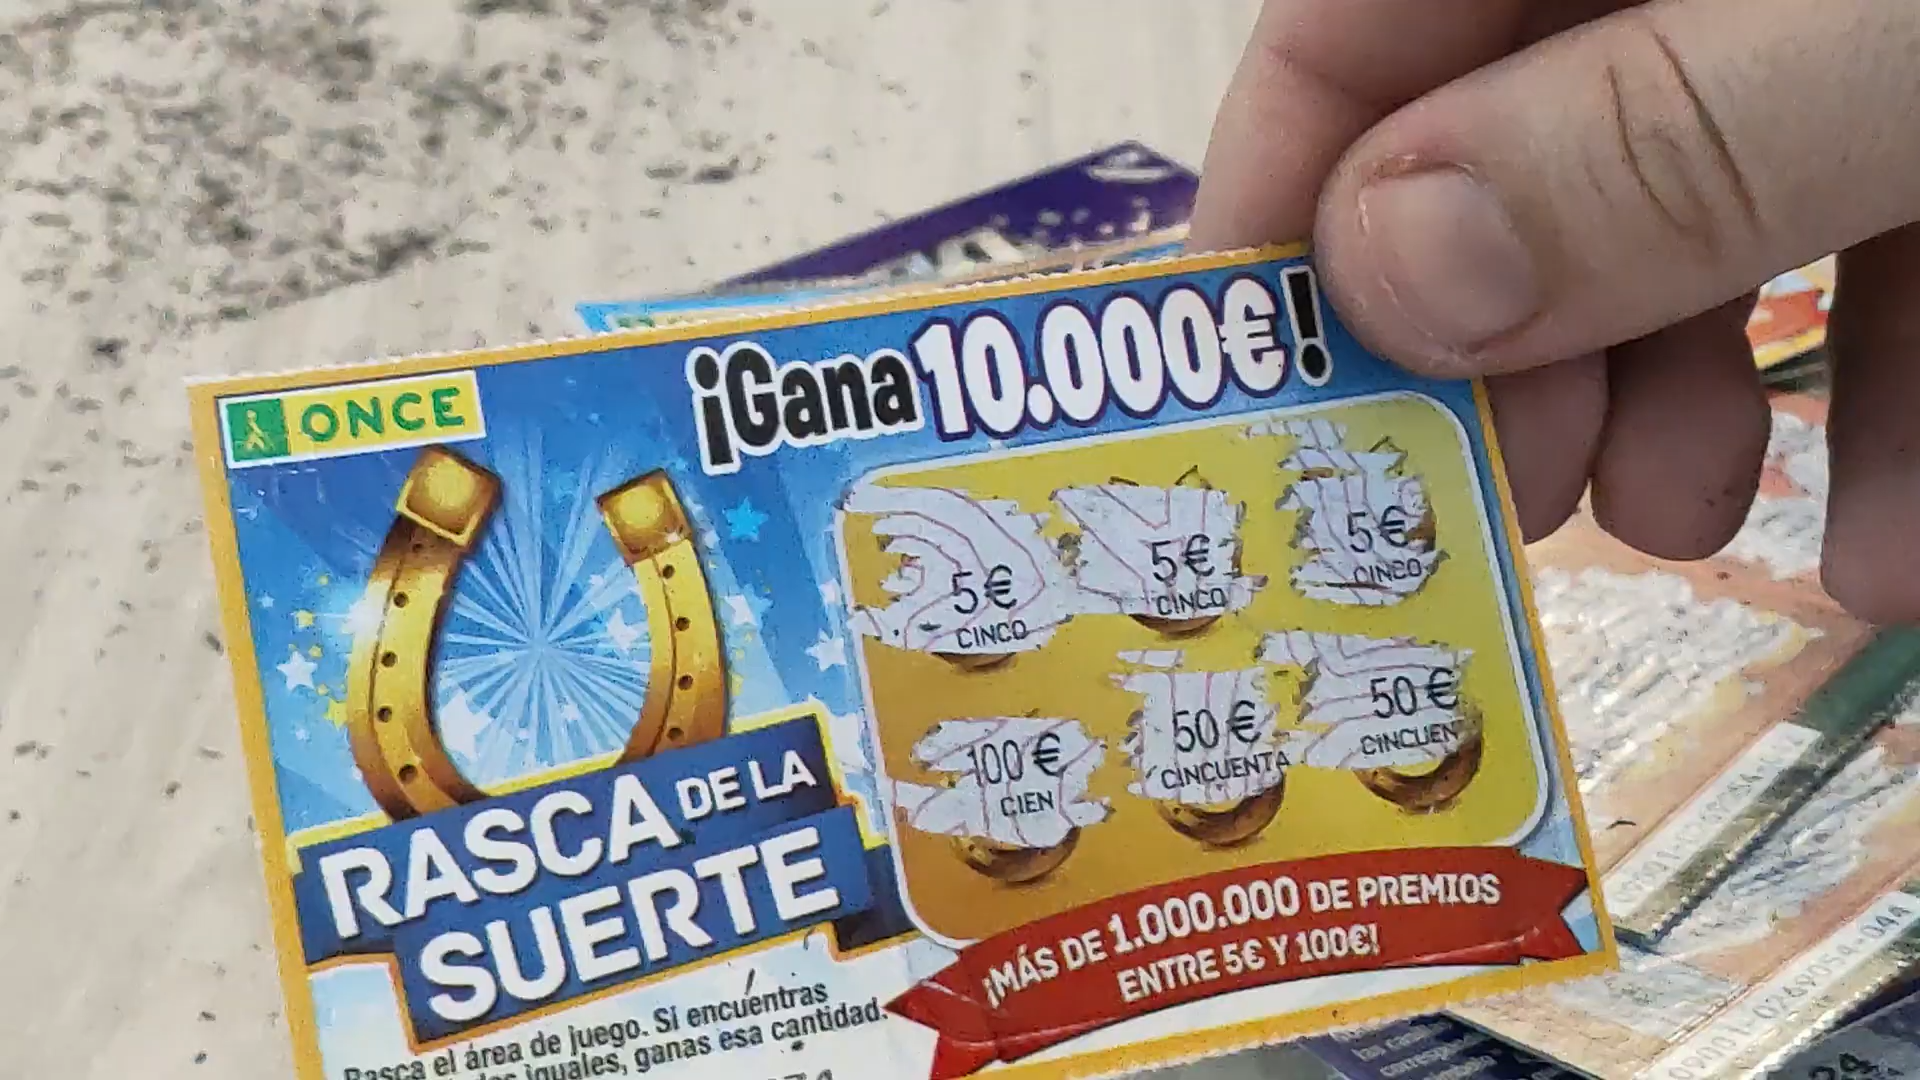 ONCE
¡Gana 10.000€!
5€ 5€ 5€
CINCO CINCO CINCO
100 € 50 € 50 €
CIEN CINCUENTA CINCUEN
RASCA DE LA
SUERTE
¡MÁS DE 1.000.000 DE PREMIOS
ENTRE 5€ Y 100€!
Rasca el área de juego. Si encuentras
iguales, ganas esa cantidad.